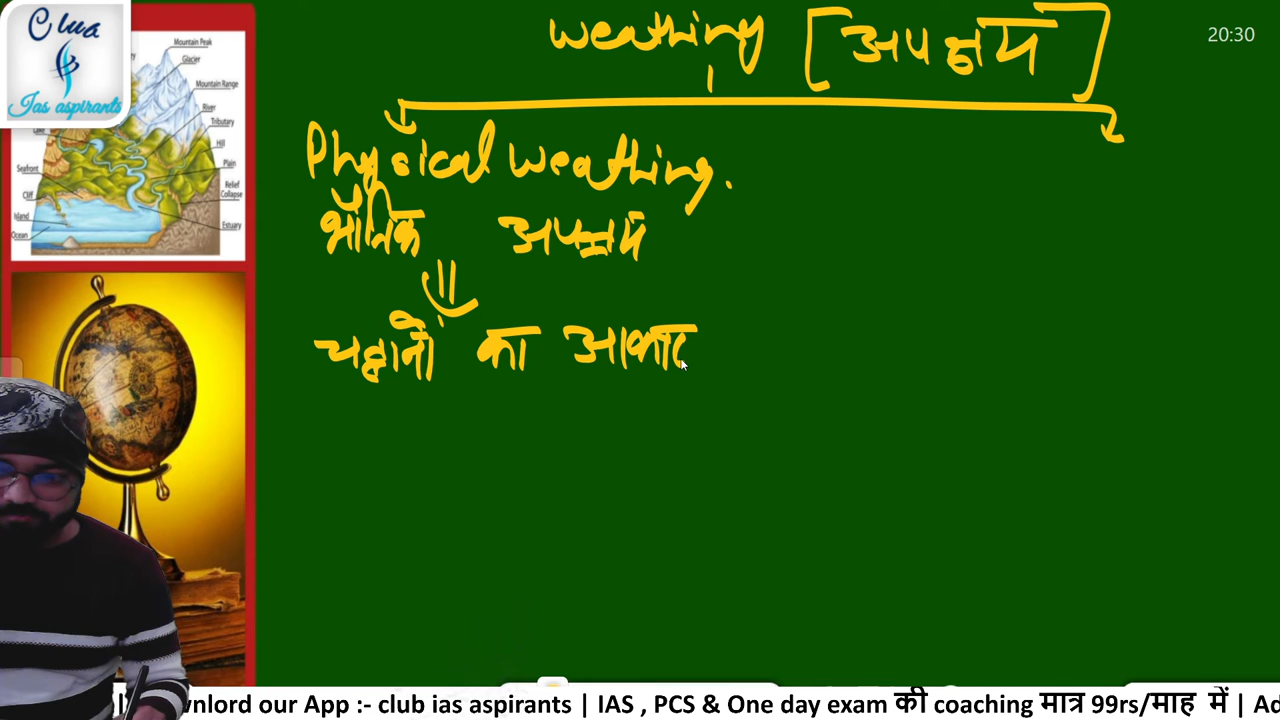 Clua
Ias aspirants
20:30
Weathing [अपक्षय]
Physical Weathing.
भौतिक अपक्षय
चट्टानो का आकार
Mountain Peak
Glacier
Mountain Range
River
Tributary
Hill
Plain
Relief
Collapse
Estuary
Lake
Seafront
Cliff
Island
Ocean
wnlord our App :- club ias aspirants | IAS , PCS & One day exam की coaching मात्र 99rs/माह में | Ad